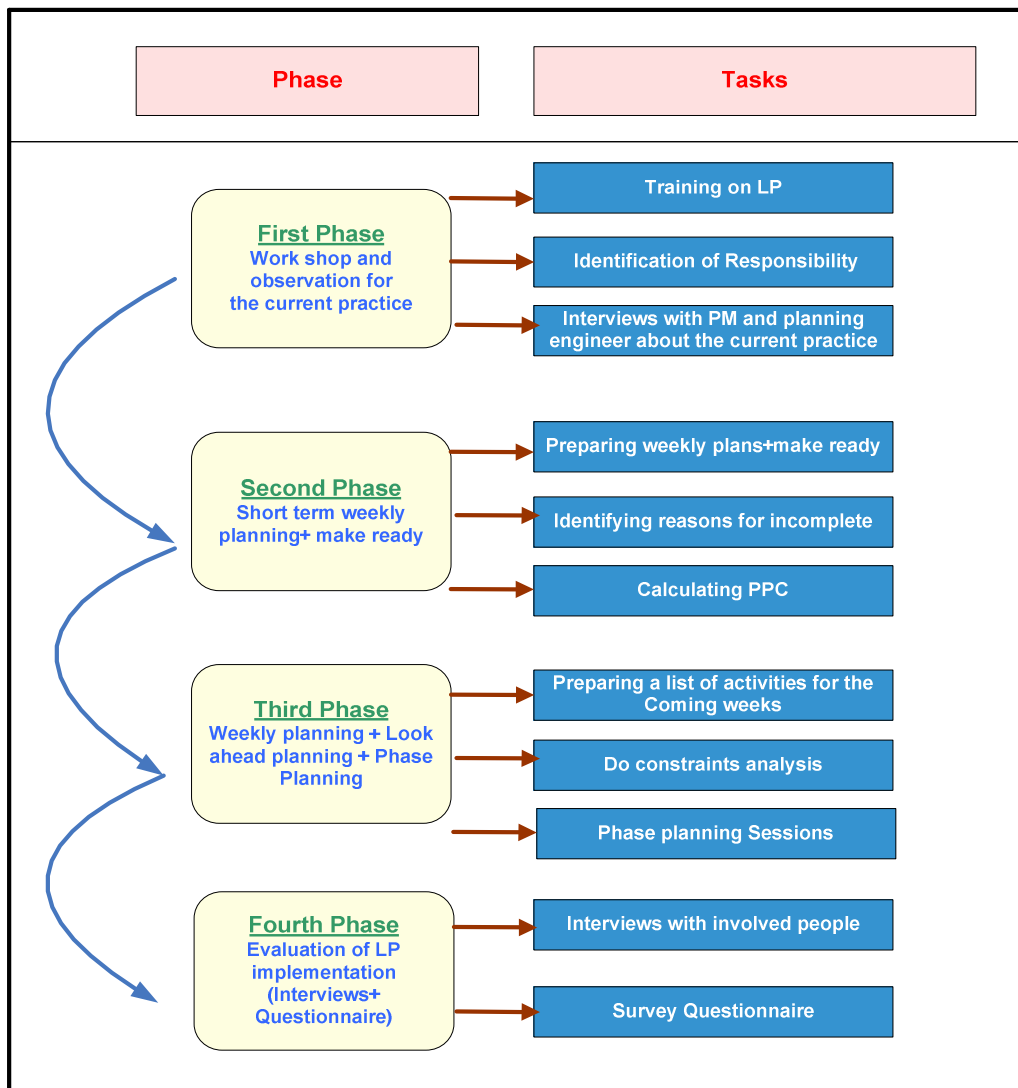 Phase
Tasks
First Phase
Work shop and
observation for
the current practice
Training on LP
Identification of Responsibility
Interviews with PM and planning
engineer about the current practice
Second Phase
Short term weekly
planning+ make ready
Preparing weekly plans+make ready
Identifying reasons for incomplete
Calculating PPC
Third Phase
Weekly planning + Look
ahead planning + Phase
Planning
Preparing a list of activities for the
Coming weeks
Do constraints analysis
Phase planning Sessions
Fourth Phase
Evaluation of LP
implementation
(Interviews+
Questionnaire)
Interviews with involved people
Survey Questionnaire